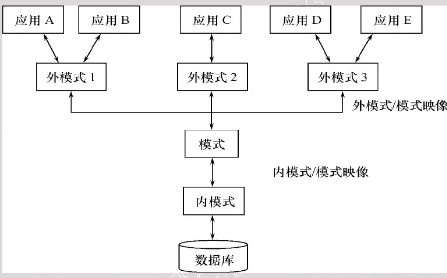 应用 A 应用 B 应用 C 应用 D 应用 E
外模式 1 外模式 2 外模式 3
外模式/模式映像
模式
内模式/模式映像
内模式
数据库